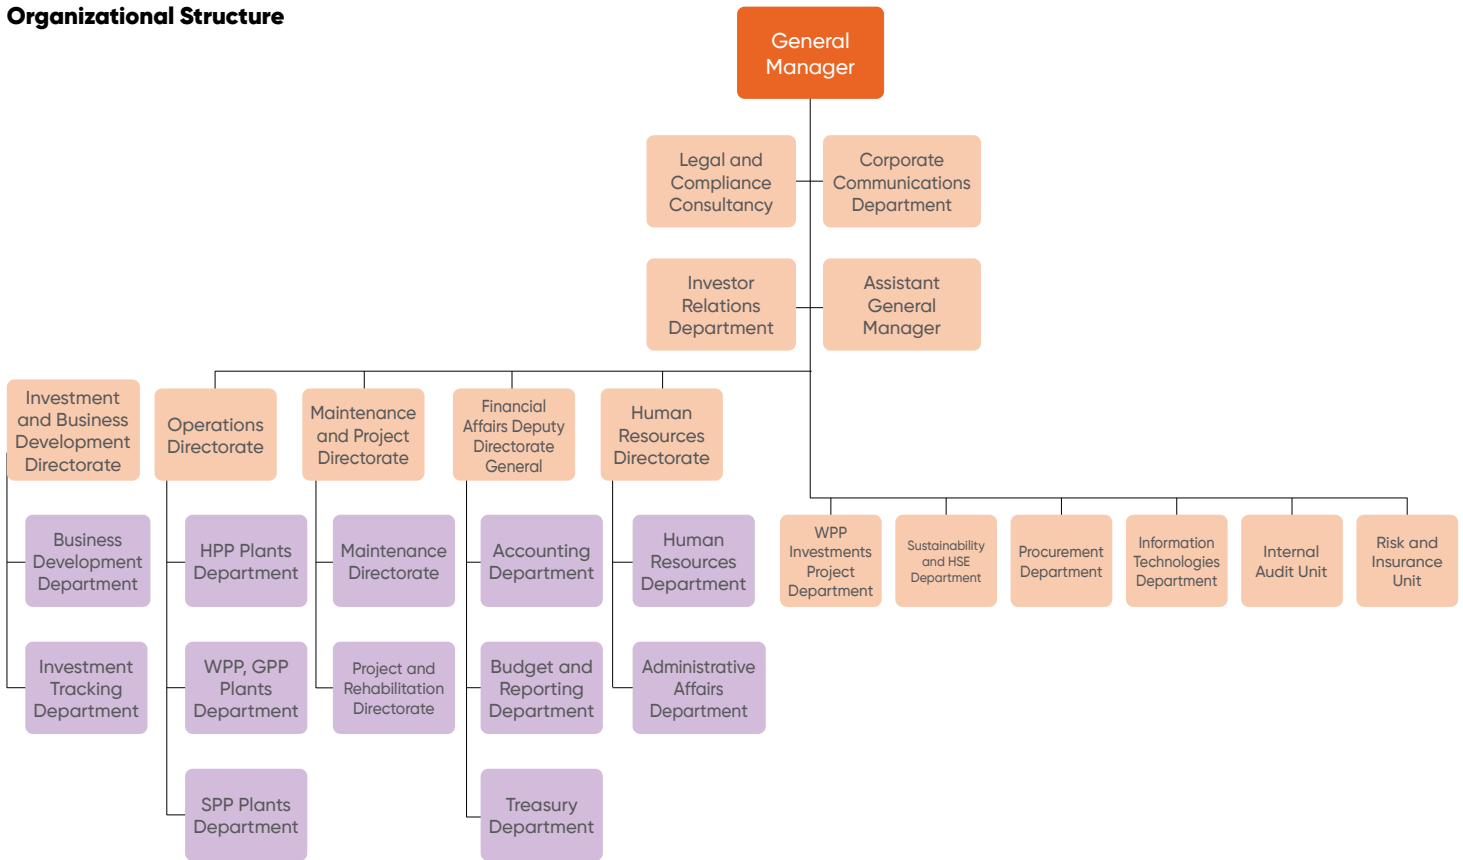 Organizational Structure
General
Manager
Legal and
Compliance
Consultancy
Corporate
Communications
Department
Investor
Relations
Department
Assistant
General
Manager
Investment
and Business
Development
Directorate
Operations
Directorate
Maintenance
and Project
Directorate
Financial
Affairs Deputy
Directorate
General
Human
Resources
Directorate
Business
Development
Department
HPP Plants
Department
Maintenance
Directorate
Accounting
Department
Human
Resources
Department
WPP
Investments
Project
Department
Sustainability
and HSE
Department
Procurement
Department
Information
Technologies
Department
Internal
Audit Unit
Risk and
Insurance
Unit
Investment
Tracking
Department
WPP, GPP
Plants
Department
Project and
Rehabilitation
Directorate
Budget and
Reporting
Department
Administrative
Affairs
Department
SPP Plants
Department
Treasury
Department